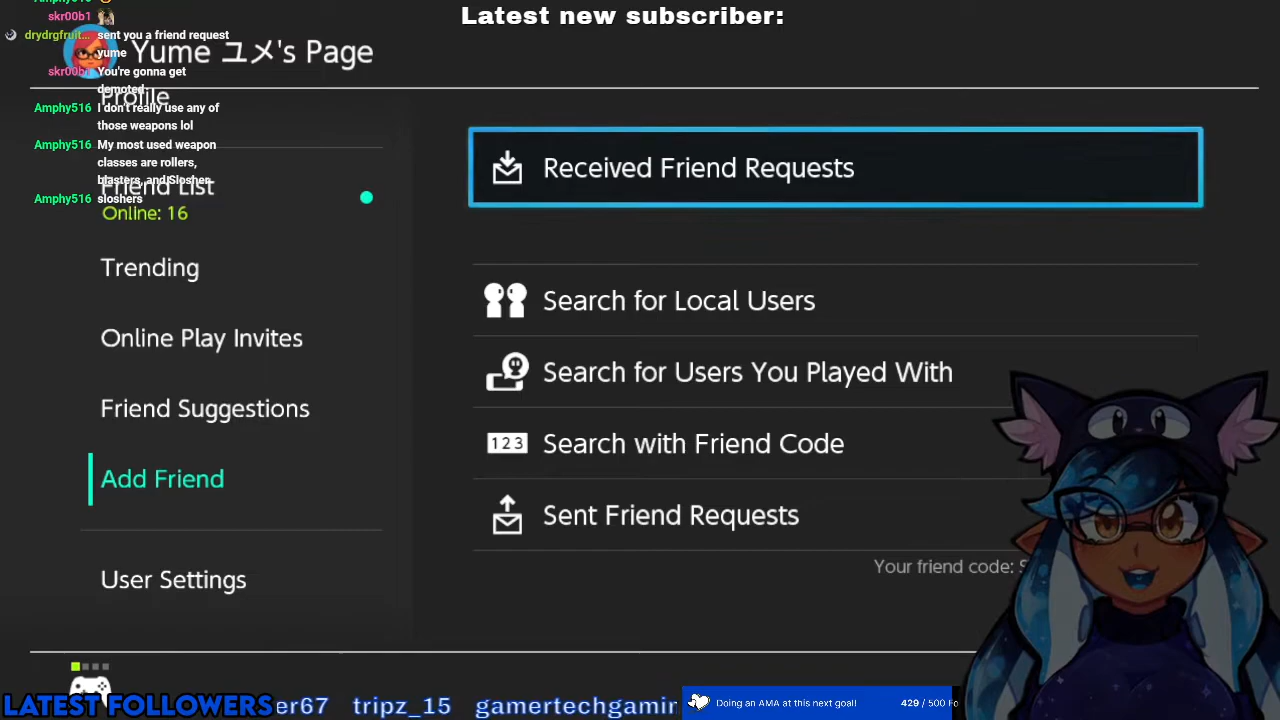 Latest new subscriber:
skr00b1
drydrgfruit... sent you a friend request
yume
Yume ユメ's Page
skr00b1 You're gonna get
demoted
Profile
Amphy516 I don't really use any of
those weapons lol
Amphy516 My most used weapon
classes are rollers,
blasters, and Slosher
Amphy516 sloshers
Friend List
Online: 16
Trending
Online Play Invites
Friend Suggestions
Add Friend
User Settings
Received Friend Requests
Search for Local Users
Search for Users You Played With
123 Search with Friend Code
Sent Friend Requests
Your friend code:
LATEST FOLLOWERS
er67 tripz_15 gamertechgamin
Doing an AMA at this next goal! 429 / 500 Fo